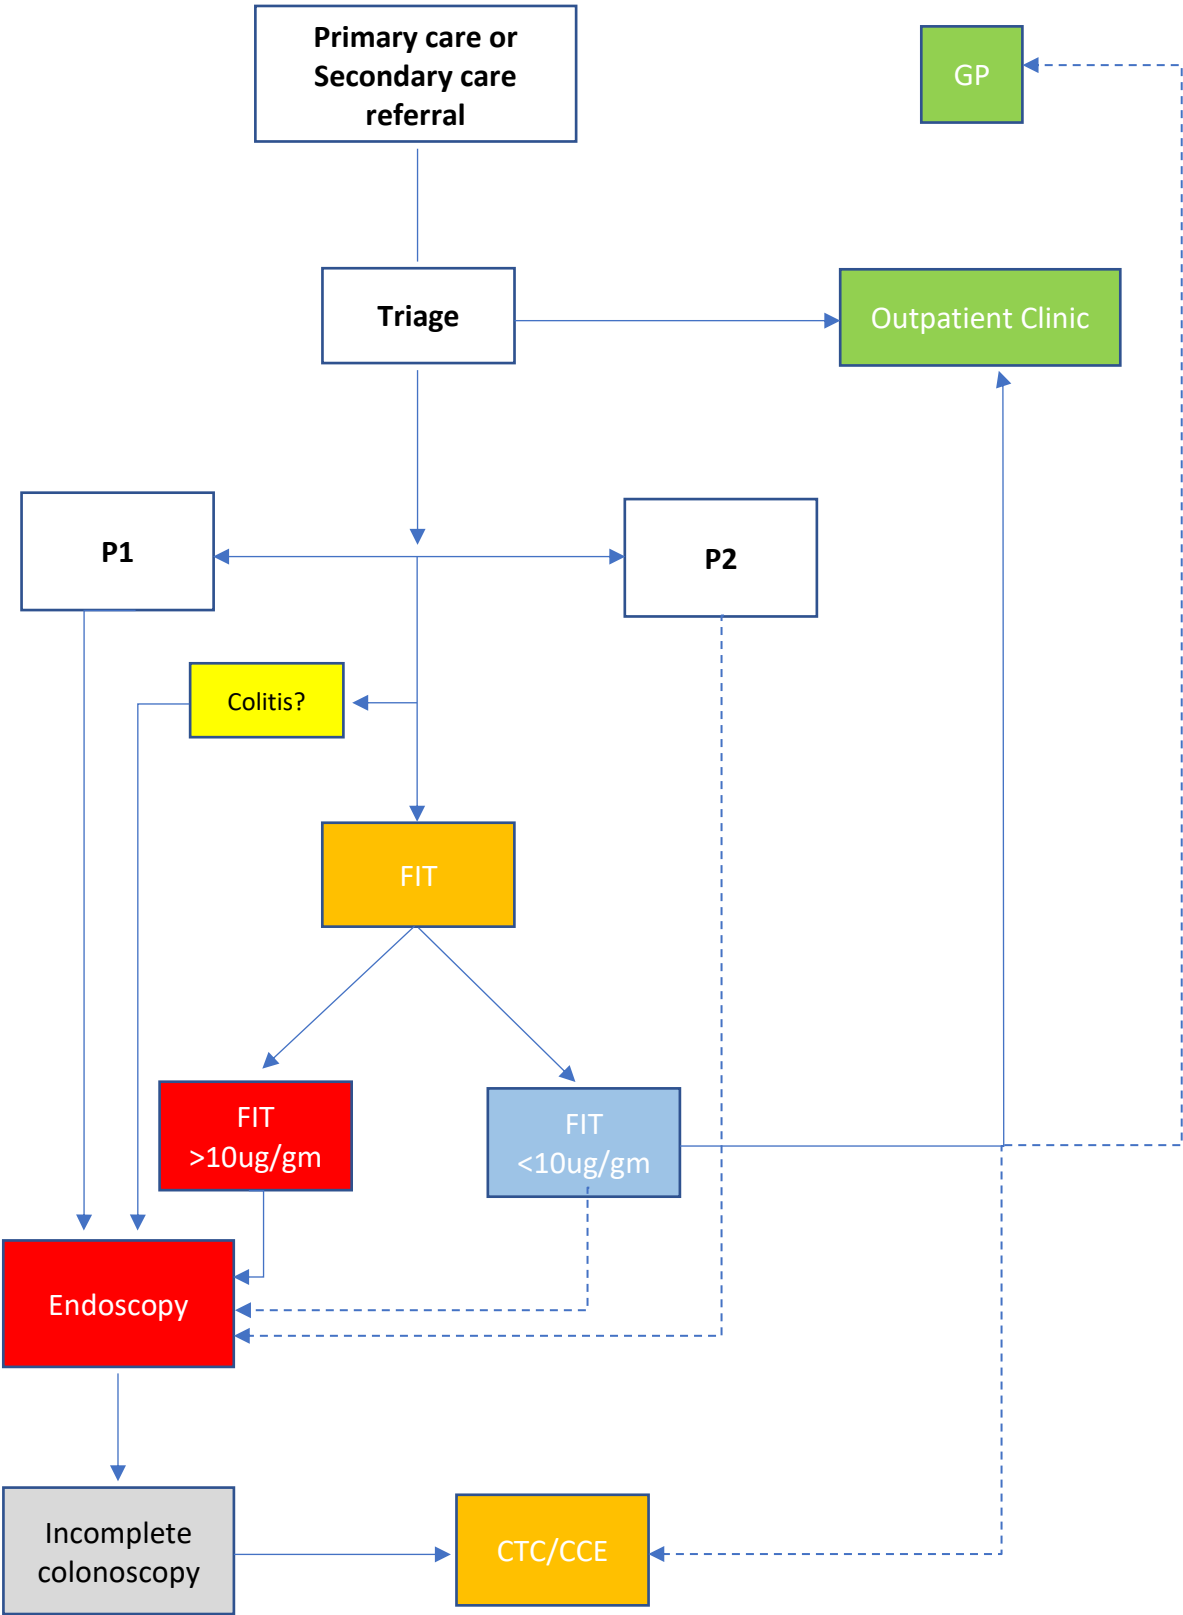 Primary care or
Secondary care
referral
GP
Triage
Outpatient Clinic
P1
P2
Colitis?
FIT
FIT
>10ug/gm
FIT
<10ug/gm
Endoscopy
Incomplete
colonoscopy
CTC/CCE